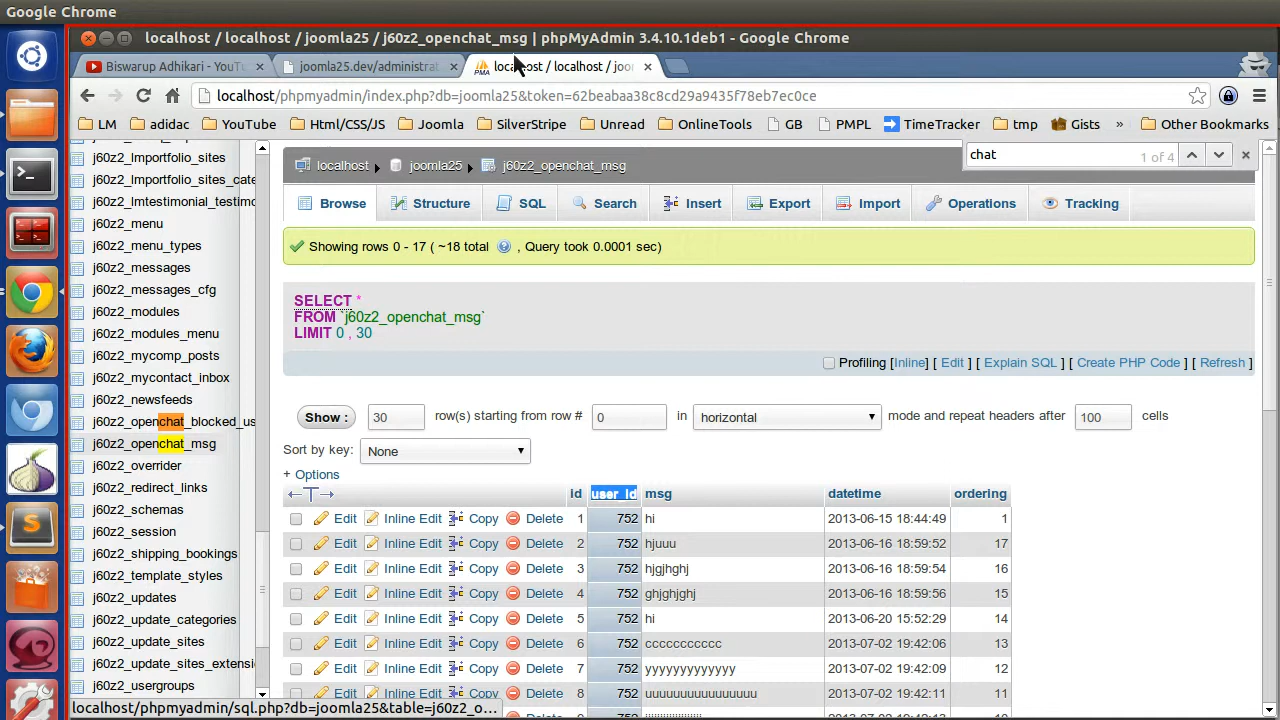 Google Chrome
localhost / localhost / joomla25 / j60z2_openchat_msg | phpMyAdmin 3.4.10.1deb1 - Google Chrome
Biswarup Adhikari - YouTu
joomla25.dev/administrat
localhost / localhost / joon
localhost/phpmyadmin/index.php?db=joomla25&token=62beabaa38c8cd29a9435f78eb7ec0ce
LM adidac YouTube Html/CSS/JS Joomla SilverStripe Unread OnlineTools GB PMPL TimeTracker tmp Gists » Other Bookmarks
chat 1 of 4
localhost joomla25 j60z2_openchat_msg
Browse Structure SQL Search Insert Export Import Operations Tracking
Showing rows 0 - 17 ( ~18 total , Query took 0.0001 sec)
SELECT *
FROM `j60z2_openchat_msg`
LIMIT 0 , 30
Profiling [Inline] [ Edit ] [ Explain SQL ] [ Create PHP Code ] [ Refresh ]
Show : 30 row(s) starting from row # 0 in horizontal mode and repeat headers after 100 cells
Sort by key: None
+ Options
id user_id msg datetime ordering
Edit Inline Edit Copy Delete 1 752 hi 2013-06-15 18:44:49 1
Edit Inline Edit Copy Delete 2 752 hjuuu 2013-06-16 18:59:52 17
Edit Inline Edit Copy Delete 3 752 hjgjhghj 2013-06-16 18:59:54 16
Edit Inline Edit Copy Delete 4 752 ghjghjghj 2013-06-16 18:59:56 15
Edit Inline Edit Copy Delete 5 752 hi 2013-06-20 15:52:29 14
Edit Inline Edit Copy Delete 6 752 ccccccccccc 2013-07-02 19:42:06 13
Edit Inline Edit Copy Delete 7 752 yyyyyyyyyyyyy 2013-07-02 19:42:09 12
Edit Inline Edit Copy Delete 8 752 uuuuuuuuuuuuuuuu 2013-07-02 19:42:11 11
j60z2_lmportfolio_sites
j60z2_lmportfolio_sites_cate
j60z2_lmtestimonial_testimo
j60z2_menu
j60z2_menu_types
j60z2_messages
j60z2_messages_cfg
j60z2_modules
j60z2_modules_menu
j60z2_mycomp_posts
j60z2_mycontact_inbox
j60z2_newsfeeds
j60z2_openchat_blocked_us
j60z2_openchat_msg
j60z2_overrider
j60z2_redirect_links
j60z2_schemas
j60z2_session
j60z2_shipping_bookings
j60z2_template_styles
j60z2_updates
j60z2_update_categories
j60z2_update_sites
j60z2_update_sites_extensi
j60z2_usergroups
localhost/phpmyadmin/sql.php?db=joomla25&table=j60z2_o...